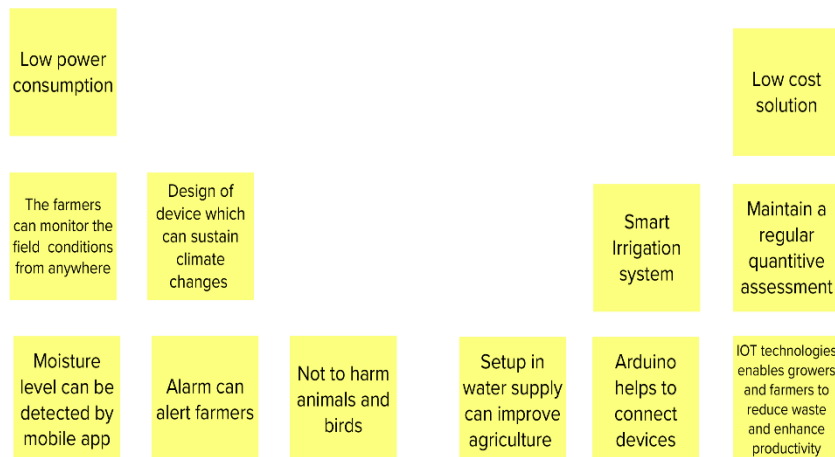 Low power
consumption
Low cost
solution
The farmers
can monitor the
field conditions
from anywhere
Design of
device which
can sustain
climate
changes
Smart
Irrigation
system
Maintain a
regular
quantitive
assessment
Moisture
level can be
detected by
mobile app
Alarm can
alert farmers
Not to harm
animals and
birds
Setup in
water supply
can improve
agriculture
Arduino
helps to
connect
devices
IOT technologies
enables growers
and farmers to
reduce waste
and enhance
productivity